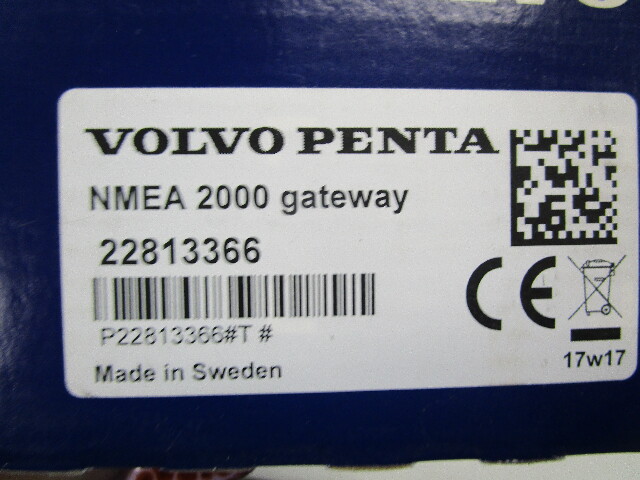 VOLVO PENTA
NMEA 2000 gateway
22813366
P22813366#T #
Made in Sweden
CE
17w17